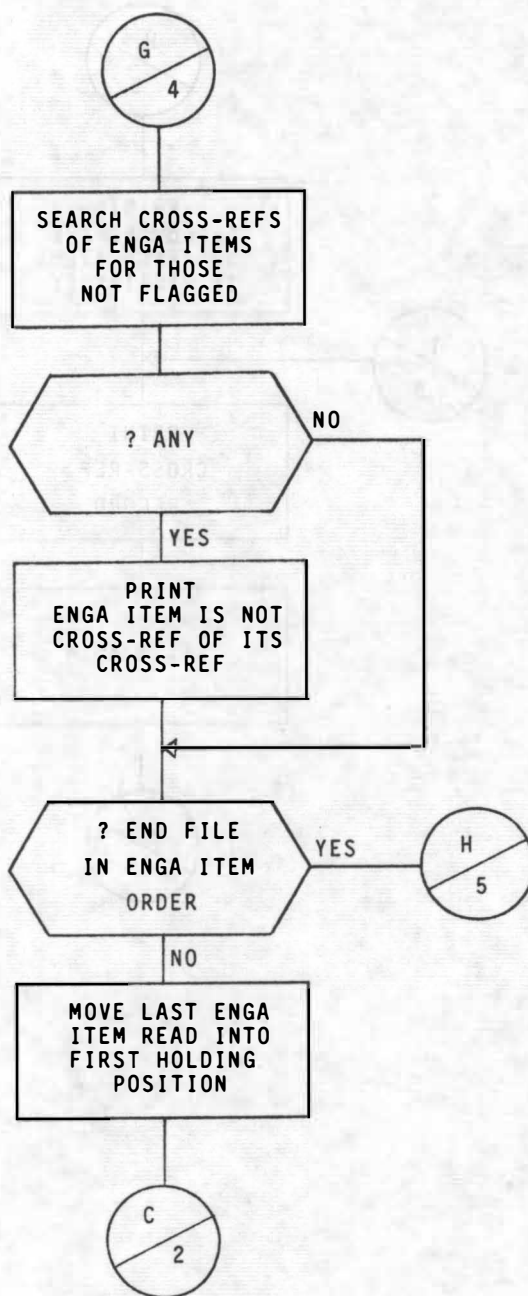 G
4
SEARCH CROSS-REFS
OF ENGA ITEMS
FOR THOSE
NOT FLAGGED
? ANY
NO
YES
PRINT
ENGA ITEM IS NOT
CROSS-REF OF ITS
CROSS-REF
? END FILE
IN ENGA ITEM
ORDER
YES
H
5
NO
MOVE LAST ENGA
ITEM READ INTO
FIRST HOLDING
POSITION
C
2